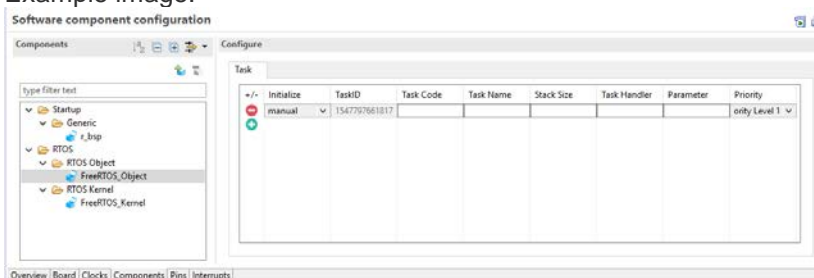 Example image:
Software component configuration
Components
Configure
type filter text
Startup
Generic
r_bsp
RTOS
RTOS Object
FreeRTOS_Object
RTOS Kernel
FreeRTOS_Kernel
Task
+/- Initialize TaskID Task Code Task Name Stack Size Task Handler Parameter Priority
manual 1547797661817 ority Level 1
Overview Board Clocks Components Pins Interrupts